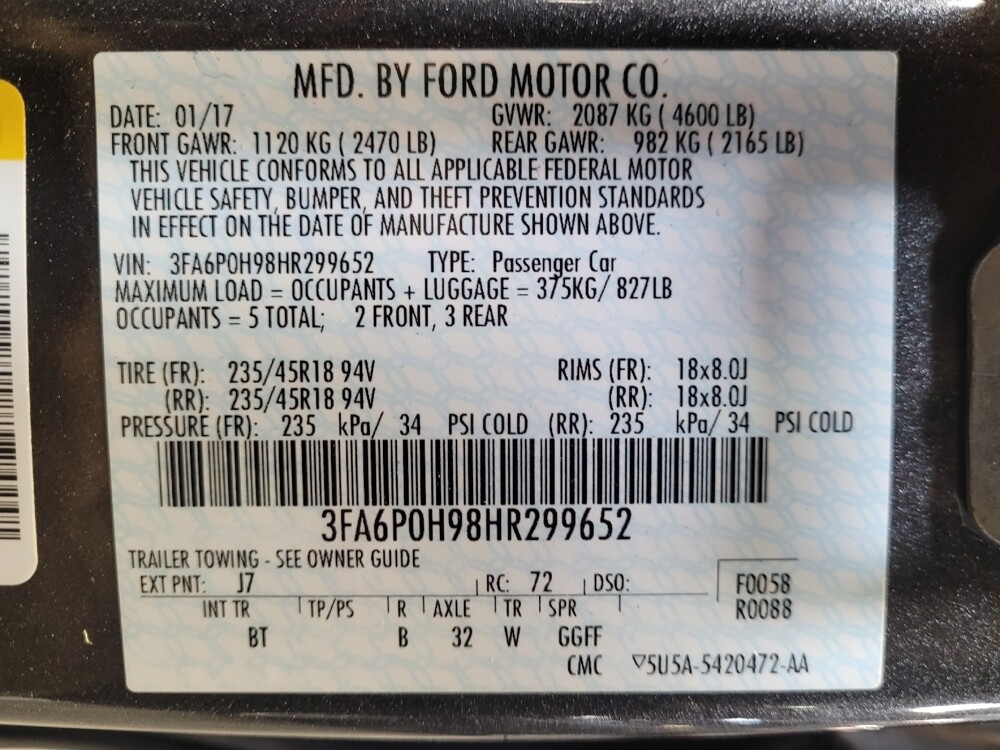 MFD. BY FORD MOTOR CO.
DATE: 01/17 GVWR: 2087 KG ( 4600 LB)
FRONT GAWR: 1120 KG ( 2470 LB) REAR GAWR: 982 KG ( 2165 LB)
THIS VEHICLE CONFORMS TO ALL APPLICABLE FEDERAL MOTOR
VEHICLE SAFETY, BUMPER, AND THEFT PREVENTION STANDARDS
IN EFFECT ON THE DATE OF MANUFACTURE SHOWN ABOVE.
VIN: 3FA6P0H98HR299652 TYPE: Passenger Car
MAXIMUM LOAD = OCCUPANTS + LUGGAGE = 375KG/ 827LB
OCCUPANTS = 5 TOTAL; 2 FRONT, 3 REAR
TIRE (FR): 235/45R18 94V RIMS (FR): 18x8.0J
(RR): 235/45R18 94V (RR): 18x8.0J
PRESSURE (FR): 235 kPa/ 34 PSI COLD (RR): 235 kPa/ 34 PSI COLD
3FA6P0H98HR299652
TRAILER TOWING - SEE OWNER GUIDE
EXT PNT: J7 RC: 72 DSO: F0058
INT TR TP/PS R AXLE TR SPR R0088
BT B 32 W GGFF
CMC ▽5U5A-5420472-AA